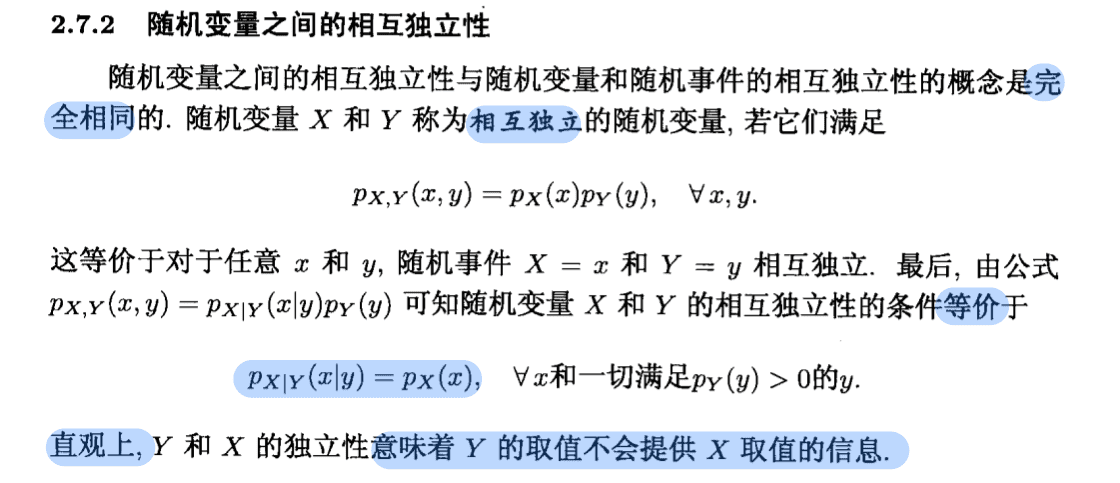 2.7.2 随机变量之间的相互独立性
随机变量之间的相互独立性与随机变量和随机事件的相互独立性的概念是完
全相同的. 随机变量 X 和 Y 称为相互独立的随机变量, 若它们满足
p_{X,Y}(x, y) = p_X(x)p_Y(y), ∀ x, y.
这等价于对于任意 x 和 y, 随机事件 X = x 和 Y = y 相互独立. 最后, 由公式
p_{X,Y}(x, y) = p_{X|Y}(x|y)p_Y(y) 可知随机变量 X 和 Y 的相互独立性的条件等价于
p_{X|Y}(x|y) = p_X(x), ∀ x和一切满足p_Y(y) > 0的y.
直观上, Y 和 X 的独立性意味着 Y 的取值不会提供 X 取值的信息.